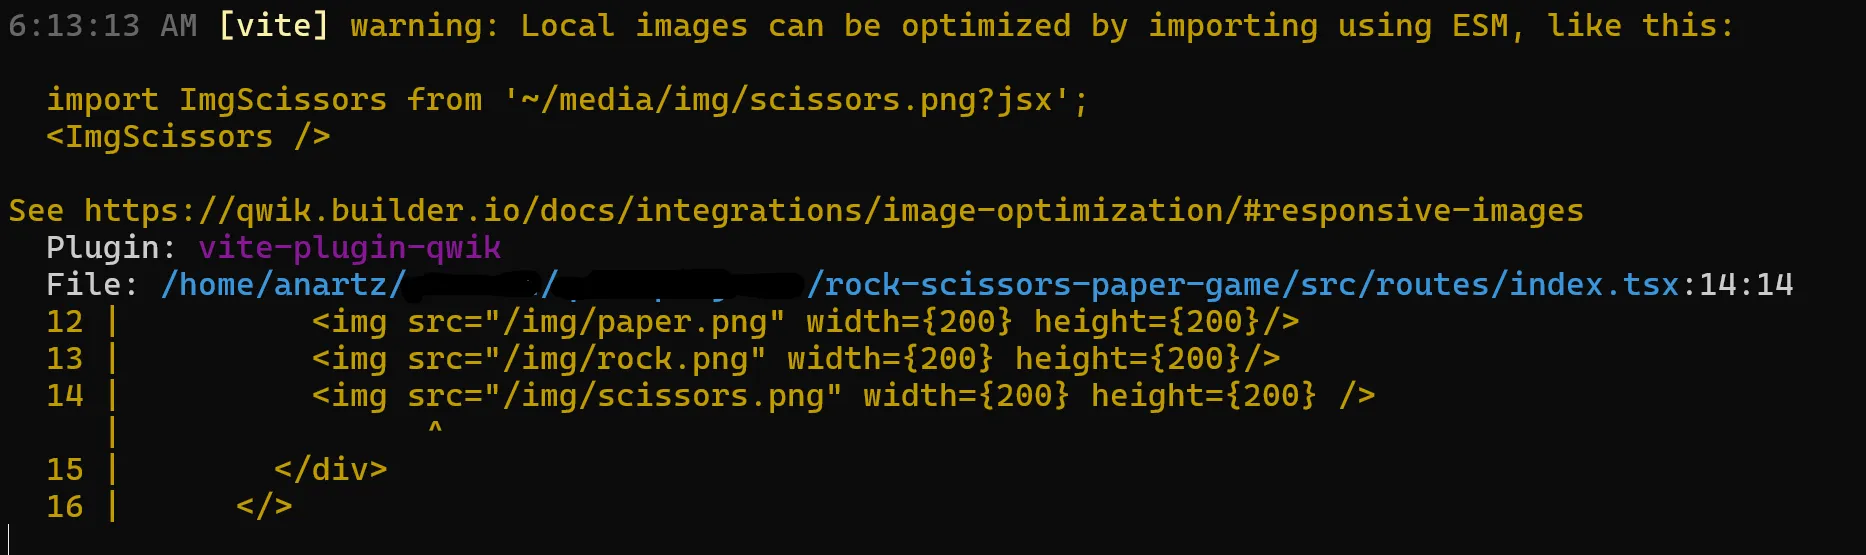 6:13:13 AM [vite] warning: Local images can be optimized by importing using ESM, like this:
import ImgScissors from '~/media/img/scissors.png?jsx';
<ImgScissors />
See https://qwik.builder.io/docs/integrations/image-optimization/#responsive-images
Plugin: vite-plugin-qwik
File: /home/anartz/ / /rock-scissors-paper-game/src/routes/index.tsx:14:14
12 | <img src="/img/paper.png" width={200} height={200}/>
13 | <img src="/img/rock.png" width={200} height={200}/>
14 | <img src="/img/scissors.png" width={200} height={200} />
| ^
15 | </div>
16 | </>